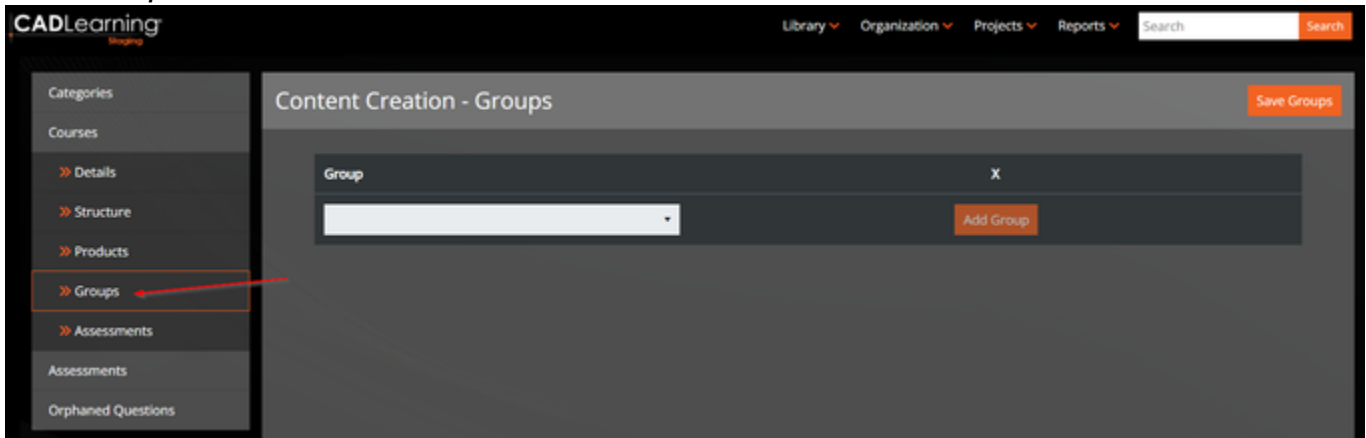 CADLearning
Staging
Library Organization Projects Reports Search Search
Categories
Courses
Details
Structure
Products
Groups
Assessments
Assessments
Orphaned Questions
Content Creation - Groups
Save Groups
Group X
Add Group